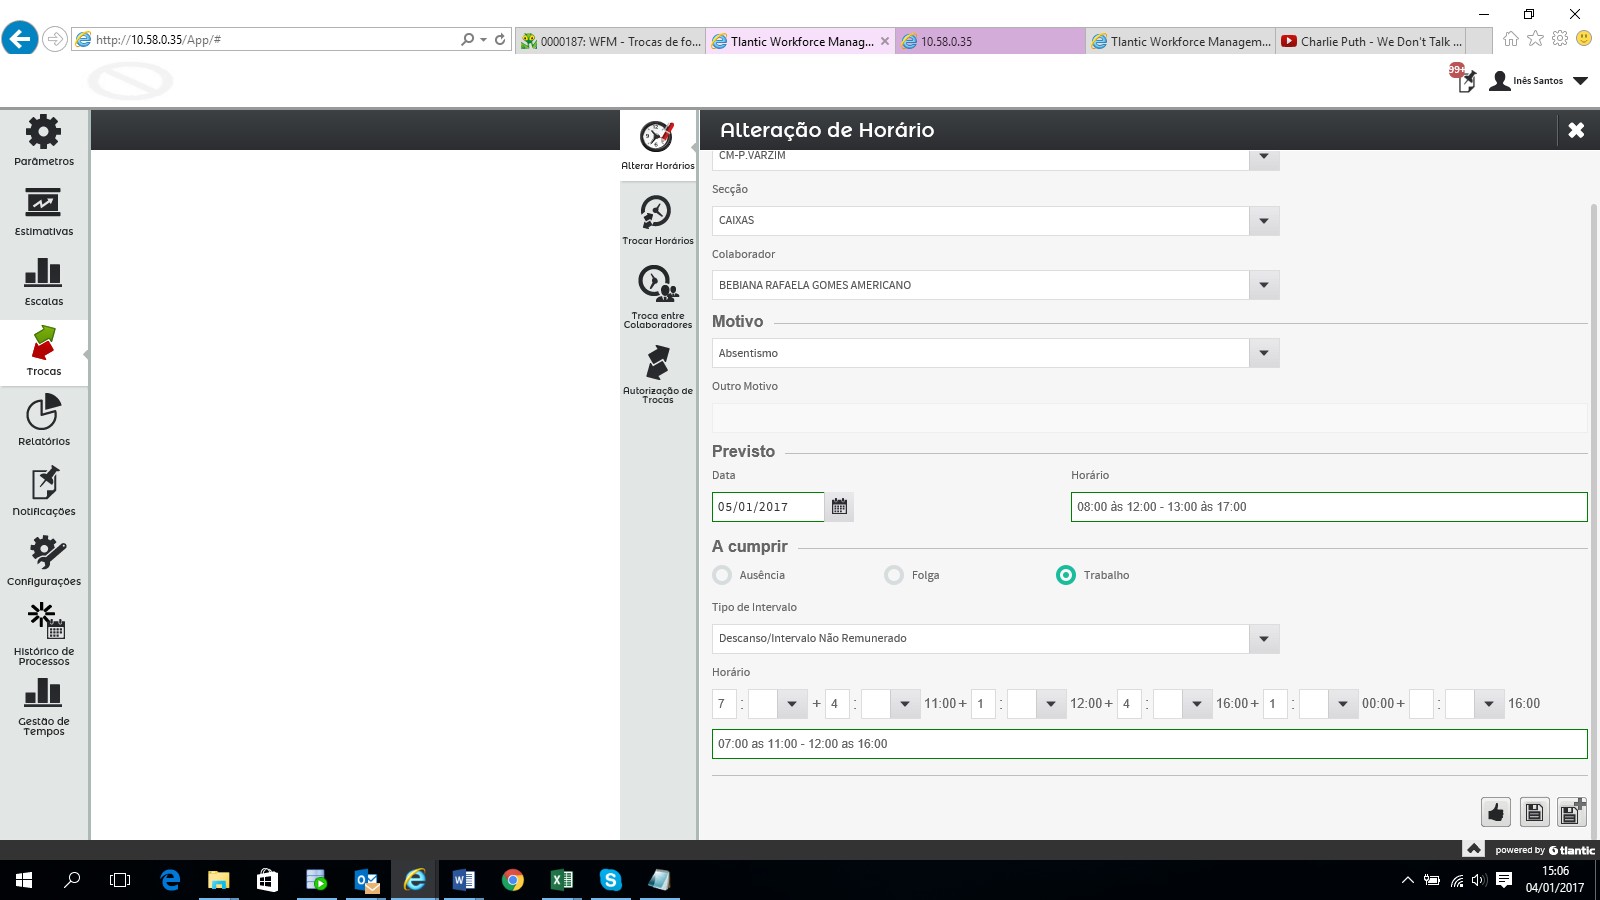 http://10.58.0.35/App/#
0000187: WFM - Trocas de fo...
Tlantic Workforce Manag...
10.58.0.35
Tlantic Workforce Managem...
Charlie Puth - We Don't Talk ...
99+
Inês Santos
Parâmetros
Estimativas
Escalas
Trocas
Relatórios
Notificações
Configurações
Histórico de
Processos
Gestão de
Tempos
Alterar Horários
Trocar Horários
Troca entre
Colaboradores
Autorização de
Trocas
Alteração de Horário
CM-P.VARZIM
Secção
CAIXAS
Colaborador
BEBIANA RAFAELA GOMES AMERICANO
Motivo
Absentismo
Outro Motivo
Previsto
Data Horário
05/01/2017 08:00 às 12:00 - 13:00 às 17:00
A cumprir
Ausência Folga Trabalho
Tipo de Intervalo
Descanso/Intervalo Não Remunerado
Horário
7 : + 4 : 11:00 + 1 : 12:00 + 4 : 16:00 + 1 : 00:00 + : 16:00
07:00 as 11:00 - 12:00 as 16:00
powered by tlantic
15:06
04/01/2017